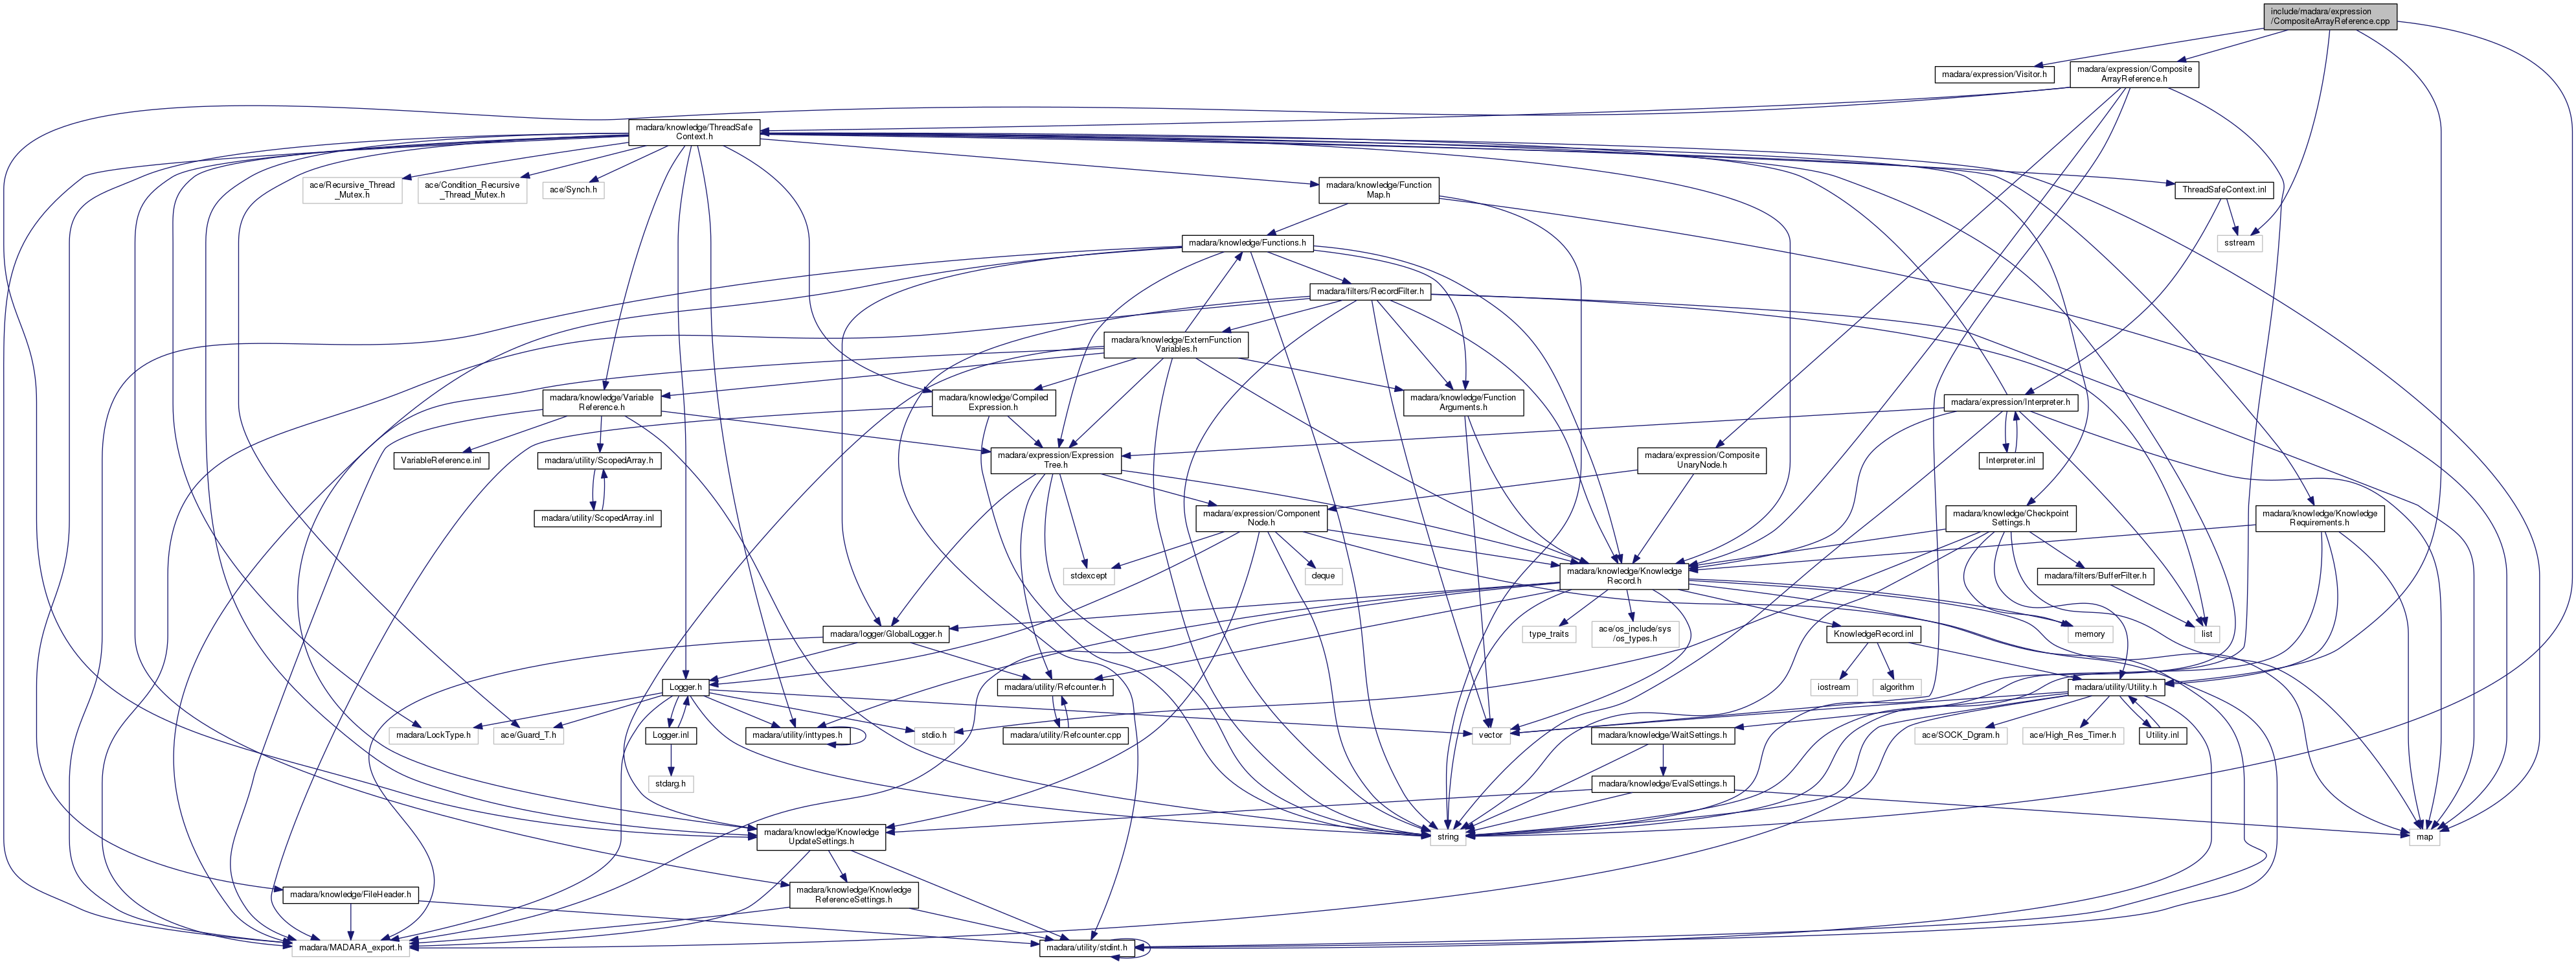 include/madara/expression
/CompositeArrayReference.cpp
madara/expression/Visitor.h
madara/expression/Composite
ArrayReference.h
madara/knowledge/ThreadSafe
Context.h
ace/Recursive_Thread
_Mutex.h
ace/Condition_Recursive
_Thread_Mutex.h
ace/Synch.h
madara/knowledge/Function
Map.h
ThreadSafeContext.inl
madara/knowledge/Functions.h
sstream
madara/filters/RecordFilter.h
madara/knowledge/ExternFunction
Variables.h
madara/knowledge/Variable
Reference.h
madara/knowledge/Compiled
Expression.h
madara/knowledge/Function
Arguments.h
madara/expression/Interpreter.h
VariableReference.inl
madara/utility/ScopedArray.h
madara/expression/Expression
Tree.h
madara/expression/Composite
UnaryNode.h
Interpreter.inl
madara/utility/ScopedArray.inl
madara/expression/Component
Node.h
madara/knowledge/Checkpoint
Settings.h
madara/knowledge/Knowledge
Requirements.h
stdexcept
deque
madara/knowledge/Knowledge
Record.h
madara/filters/BufferFilter.h
madara/logger/GlobalLogger.h
type_traits
ace/os_include/sys
/os_types.h
KnowledgeRecord.inl
memory
list
Logger.h
madara/utility/Refcounter.h
iostream
algorithm
madara/utility/Utility.h
madara/LockType.h
ace/Guard_T.h
Logger.inl
madara/utility/inttypes.h
stdio.h
madara/utility/Refcounter.cpp
vector
madara/knowledge/WaitSettings.h
ace/SOCK_Dgram.h
ace/High_Res_Timer.h
Utility.inl
stdarg.h
madara/knowledge/EvalSettings.h
madara/knowledge/Knowledge
UpdateSettings.h
string
map
madara/knowledge/FileHeader.h
madara/knowledge/Knowledge
ReferenceSettings.h
madara/MADARA_export.h
madara/utility/stdint.h